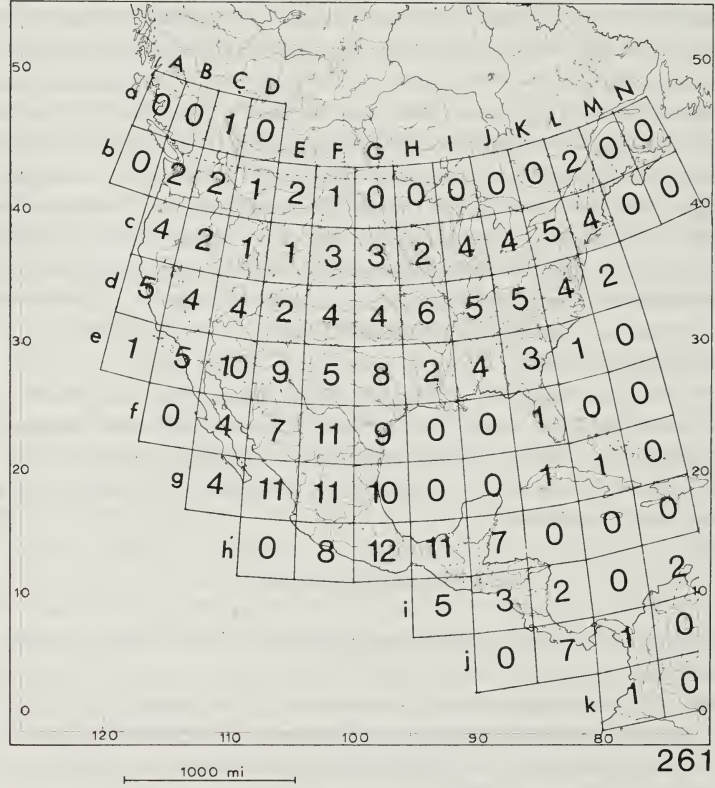 50 50
A B C D
a 0 0 1 0
E F G H I J K L M N
b 0 2 2 1 2 1 0 0 0 0 0 2 0 0
40 40
c 4 2 1 1 3 3 2 4 4 5 4 0 0
d 5 4 4 2 4 4 6 5 5 4 2
30 30
e 1 5 10 9 5 8 2 4 3 1 0
f 0 4 7 11 9 0 0 1 0 0
20 20
g 4 11 11 10 0 0 1 1 0
h 0 8 12 11 7 0 0 0
10 10
i 5 3 2 0 2
j 0 7 1 0
k 1 0
0 0
120 110 100 90 80
261
1000 mi